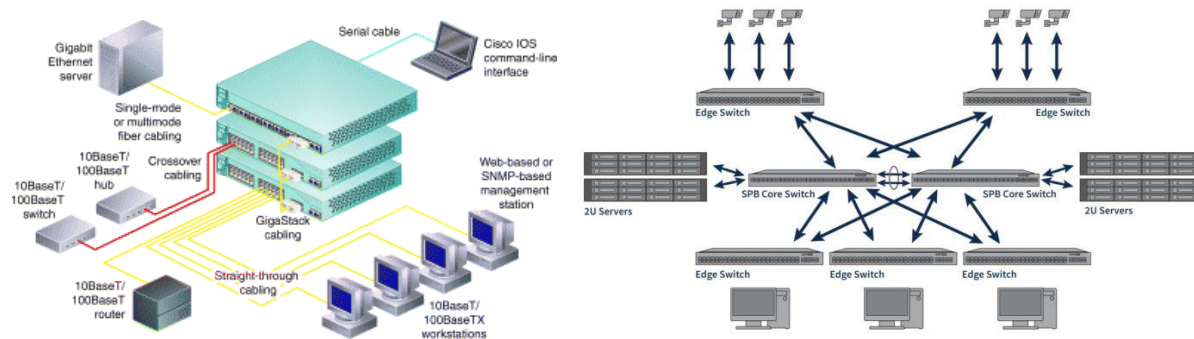 Gigabit
Ethernet
server
Serial cable
Cisco IOS
command-line
interface
Single-mode
or multimode
fiber cabling
10BaseT/
100BaseT
hub
Crossover
cabling
10BaseT/
100BaseT
switch
Web-based or
SNMP-based
management
station
GigaStack
cabling
Straight-through
cabling
10BaseT/
100BaseT
router
10BaseT/
100BaseTX
workstations
Edge Switch
Edge Switch
2U Servers
SPB Core Switch
SPB Core Switch
2U Servers
Edge Switch
Edge Switch
Edge Switch